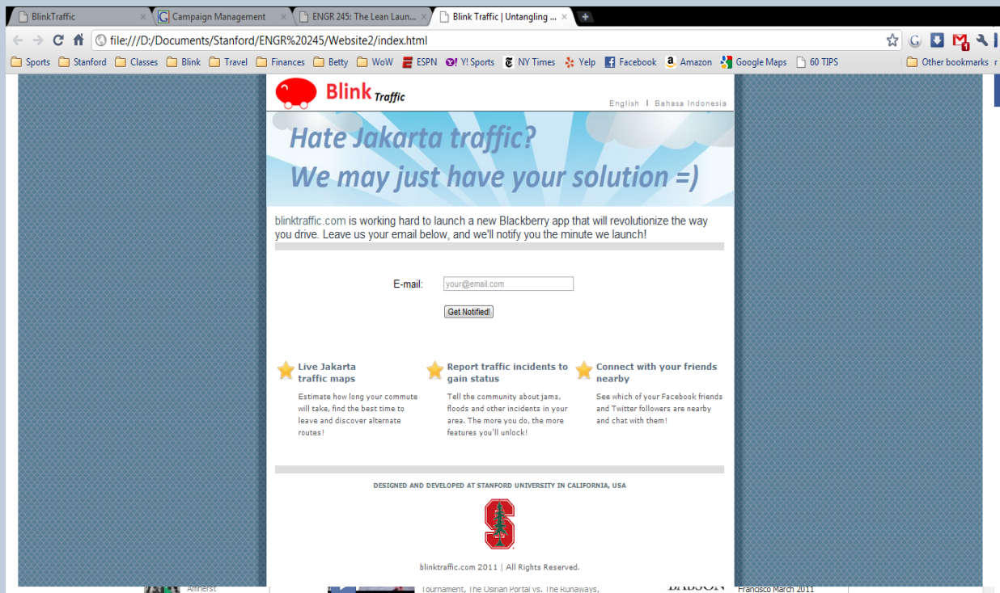 BlinkTraffic
Campaign Management
ENGR 245: The Lean Laun...
Blink Traffic | Untangling ...
file:///D:/Documents/Stanford/ENGR%20245/Website2/index.html
Sports Stanford Classes Blink Travel Finances Betty WoW ESPN Y! Sports NY Times Yelp Facebook Amazon Google Maps 60 TIPS Other bookmarks
Blink Traffic
English | Bahasa Indonesia
Hate Jakarta traffic?
We may just have your solution =)
blinktraffic.com is working hard to launch a new Blackberry app that will revolutionize the way
you drive. Leave us your email below, and we'll notify you the minute we launch!
E-mail: your@email.com
Get Notified!
Live Jakarta
traffic maps
Estimate how long your commute
will take, find the best time to
leave and discover alternate
routes!
Report traffic incidents to
gain status
Tell the community about jams,
floods and other incidents in your
area. The more you do, the more
features you'll unlock!
Connect with your friends
nearby
See which of your Facebook friends
and Twitter followers are nearby
and chat with them!
DESIGNED AND DEVELOPED AT STANFORD UNIVERSITY IN CALIFORNIA, USA
S
blinktraffic.com 2011 | All Rights Reserved.
Amherst
Tournament, The Osirian Portal vs. The Runaways,
BABSON
Francisco March 2011